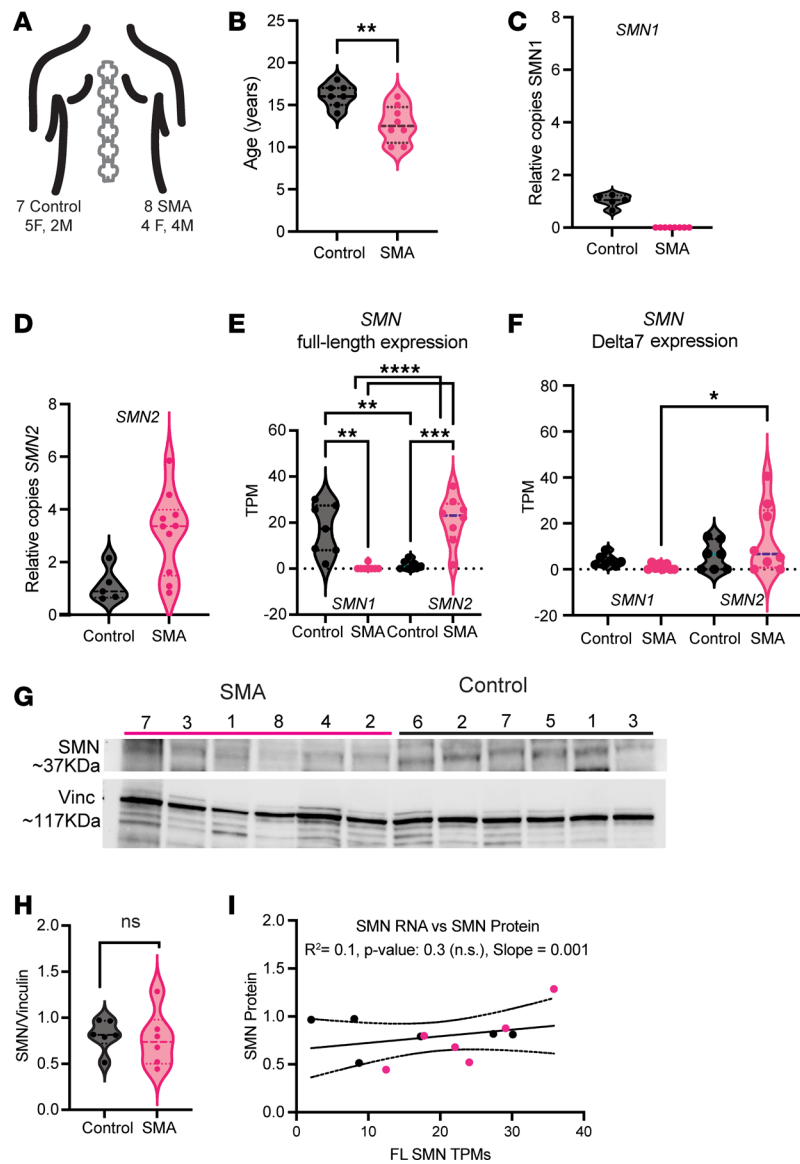 A
7 Control
5F, 2M
8 SMA
4 F, 4M
B
Age (years)
25
20
15
10
5
0
**
Control
SMA
C
SMN1
Relative copies SMN1
8
6
4
2
0
Control
SMA
D
SMN2
Relative copies SMN2
8
6
4
2
0
Control
SMA
E
SMN
full-length expression
TPM
60
40
20
0
-20
****
**
**
***
SMN1
SMN2
Control
SMA
Control
SMA
F
SMN
Delta7 expression
TPM
80
60
40
20
0
-20
*
SMN1
SMN2
Control
SMA
Control
SMA
G
SMA
Control
7 3 1 8 4 2 6 2 7 5 1 3
SMN
~37KDa
Vinc
~117KDa
H
SMN/Vinculin
2.0
1.5
1.0
0.5
0.0
ns
Control
SMA
I
SMN RNA vs SMN Protein
R2= 0.1, p-value: 0.3 (n.s.), Slope = 0.001
SMN Protein
2.0
1.5
1.0
0.5
0.0
0 10 20 30 40
FL SMN TPMs